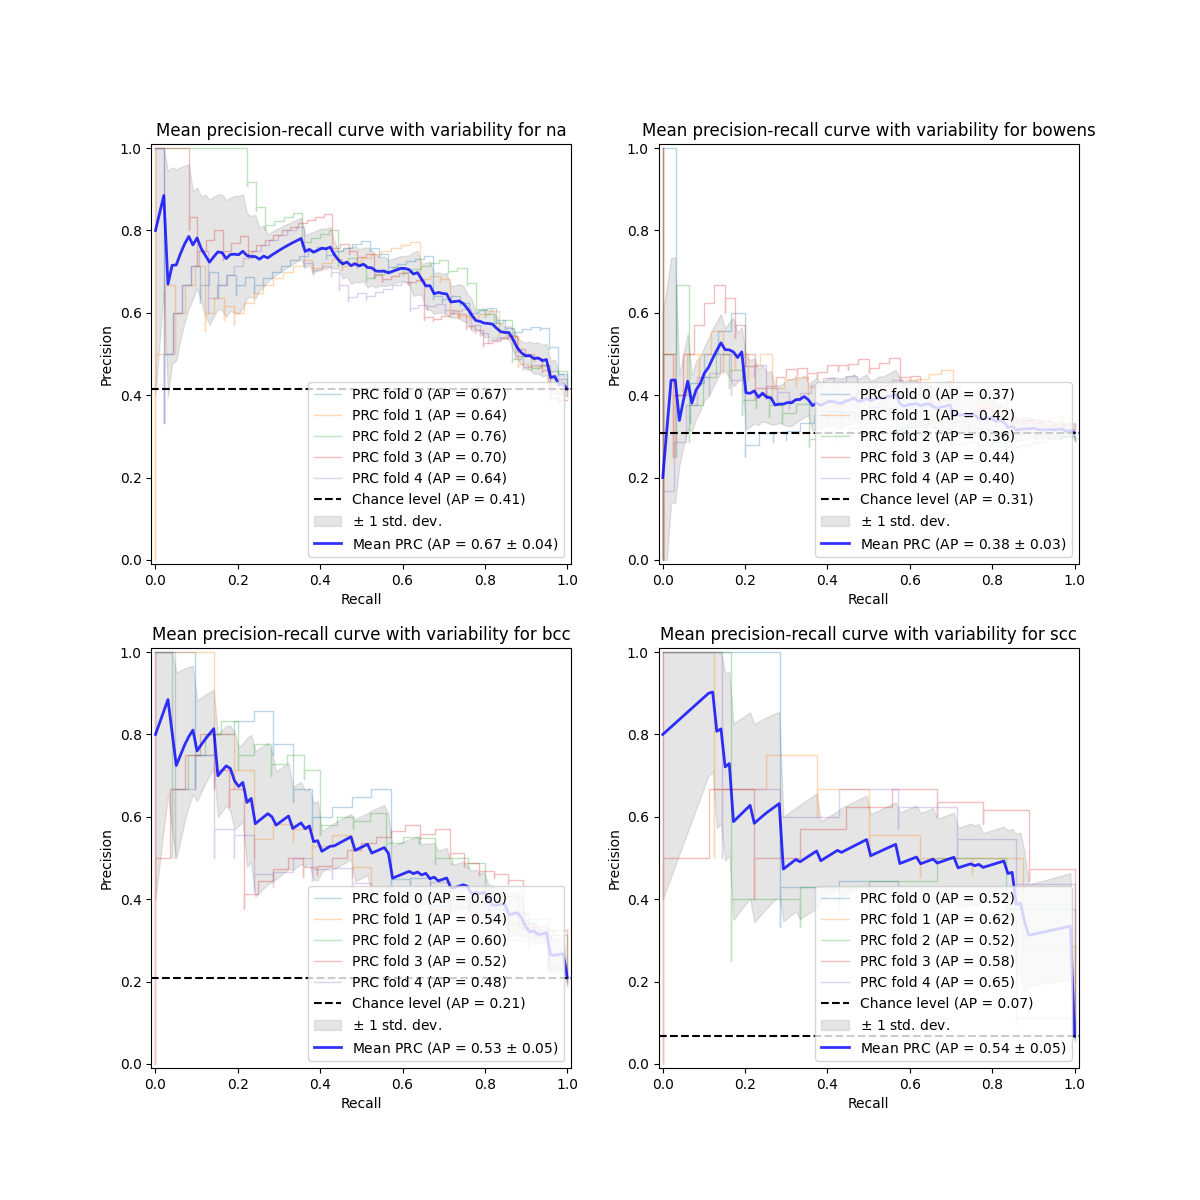 Mean precision-recall curve with variability for na
1.0
0.8
0.6
0.4
0.2
0.0
Precision
PRC fold 0 (AP = 0.67)
PRC fold 1 (AP = 0.64)
PRC fold 2 (AP = 0.76)
PRC fold 3 (AP = 0.70)
PRC fold 4 (AP = 0.64)
Chance level (AP = 0.41)
± 1 std. dev.
Mean PRC (AP = 0.67 ± 0.04)
0.0 0.2 0.4 0.6 0.8 1.0
Recall
Mean precision-recall curve with variability for bowens
1.0
0.8
0.6
0.4
0.2
0.0
Precision
PRC fold 0 (AP = 0.37)
PRC fold 1 (AP = 0.42)
PRC fold 2 (AP = 0.36)
PRC fold 3 (AP = 0.44)
PRC fold 4 (AP = 0.40)
Chance level (AP = 0.31)
± 1 std. dev.
Mean PRC (AP = 0.38 ± 0.03)
0.0 0.2 0.4 0.6 0.8 1.0
Recall
Mean precision-recall curve with variability for bcc
1.0
0.8
0.6
0.4
0.2
0.0
Precision
PRC fold 0 (AP = 0.60)
PRC fold 1 (AP = 0.54)
PRC fold 2 (AP = 0.60)
PRC fold 3 (AP = 0.52)
PRC fold 4 (AP = 0.48)
Chance level (AP = 0.21)
± 1 std. dev.
Mean PRC (AP = 0.53 ± 0.05)
0.0 0.2 0.4 0.6 0.8 1.0
Recall
Mean precision-recall curve with variability for scc
1.0
0.8
0.6
0.4
0.2
0.0
Precision
PRC fold 0 (AP = 0.52)
PRC fold 1 (AP = 0.62)
PRC fold 2 (AP = 0.52)
PRC fold 3 (AP = 0.58)
PRC fold 4 (AP = 0.65)
Chance level (AP = 0.07)
± 1 std. dev.
Mean PRC (AP = 0.54 ± 0.05)
0.0 0.2 0.4 0.6 0.8 1.0
Recall